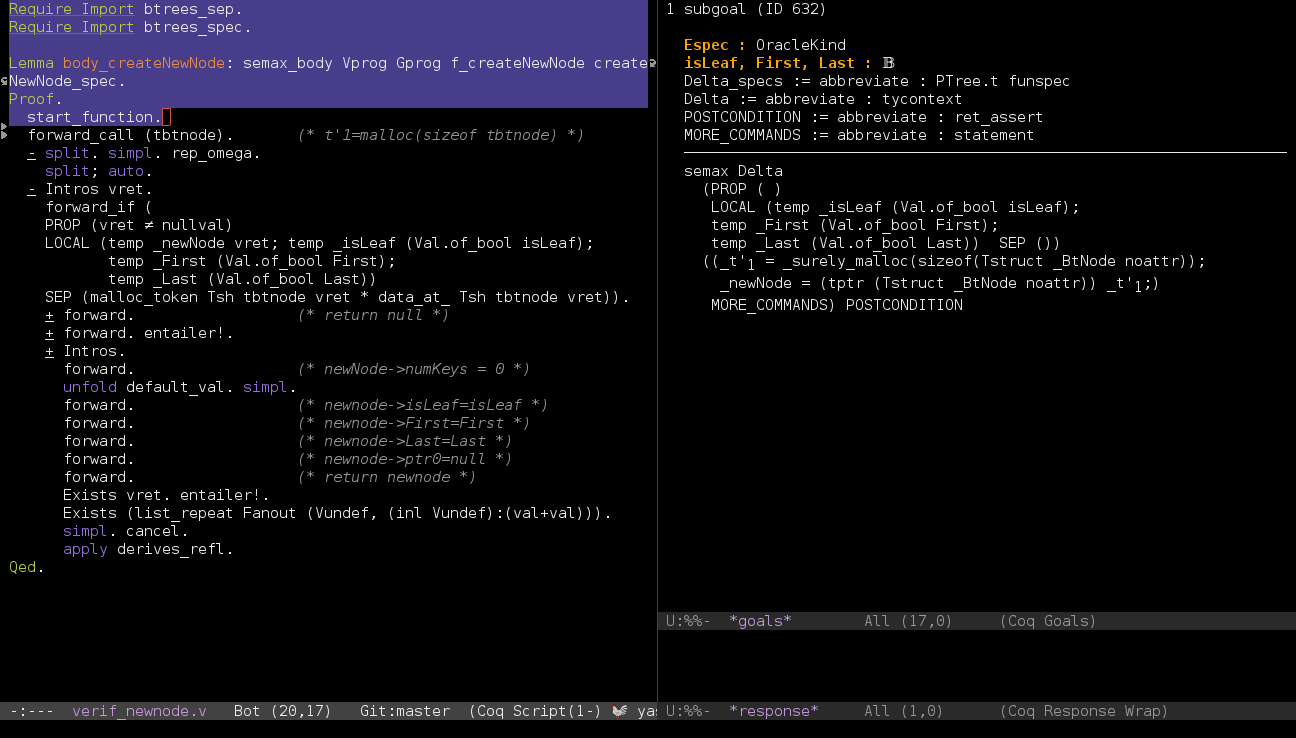 Require Import btrees_sep.
Require Import btrees_spec.
Lemma body_createNewNode: semax_body Vprog Gprog f_createNewNode create
NewNode_spec.
Proof.
  start_function.
  forward_call (tbtnode).       (* t'1=malloc(sizeof tbtnode) *)
  - split. simpl. rep_omega.
    split; auto.
  - Intros vret.
    forward_if (
    PROP (vret ≠ nullval)
    LOCAL (temp _newNode vret; temp _isLeaf (Val.of_bool isLeaf);
           temp _First (Val.of_bool First);
           temp _Last (Val.of_bool Last))
    SEP (malloc_token Tsh tbtnode vret * data_at_ Tsh tbtnode vret)).
    + forward.                  (* return null *)
    + forward. entailer!.
    + Intros.
      forward.                  (* newNode->numKeys = 0 *)
      unfold default_val. simpl.
      forward.                  (* newnode->isLeaf=isLeaf *)
      forward.                  (* newnode->First=First *)
      forward.                  (* newnode->Last=Last *)
      forward.                  (* newnode->ptr0=null *)
      forward.                  (* return newnode *)
      Exists vret. entailer!.
      Exists (list_repeat Fanout (Vundef, (inl Vundef):(val+val))).
      simpl. cancel.
      apply derives_refl.
Qed.
-:---  verif_newnode.v   Bot (20,17)   Git:master  (Coq Script(1-) 🐓 yas
1 subgoal (ID 632)
  Espec : OracleKind
  isLeaf, First, Last : 𝔹
  Delta_specs := abbreviate : PTree.t funspec
  Delta := abbreviate : tycontext
  POSTCONDITION := abbreviate : ret_assert
  MORE_COMMANDS := abbreviate : statement
  semax Delta
    (PROP ( )
     LOCAL (temp _isLeaf (Val.of_bool isLeaf);
     temp _First (Val.of_bool First);
     temp _Last (Val.of_bool Last))  SEP ())
    ((_t'1 = _surely_malloc(sizeof(Tstruct _BtNode noattr));
      _newNode = (tptr (Tstruct _BtNode noattr)) _t'1;)
     MORE_COMMANDS) POSTCONDITION
U:%%-  *goals*        All (17,0)     (Coq Goals)
U:%%-  *response*     All (1,0)      (Coq Response Wrap)